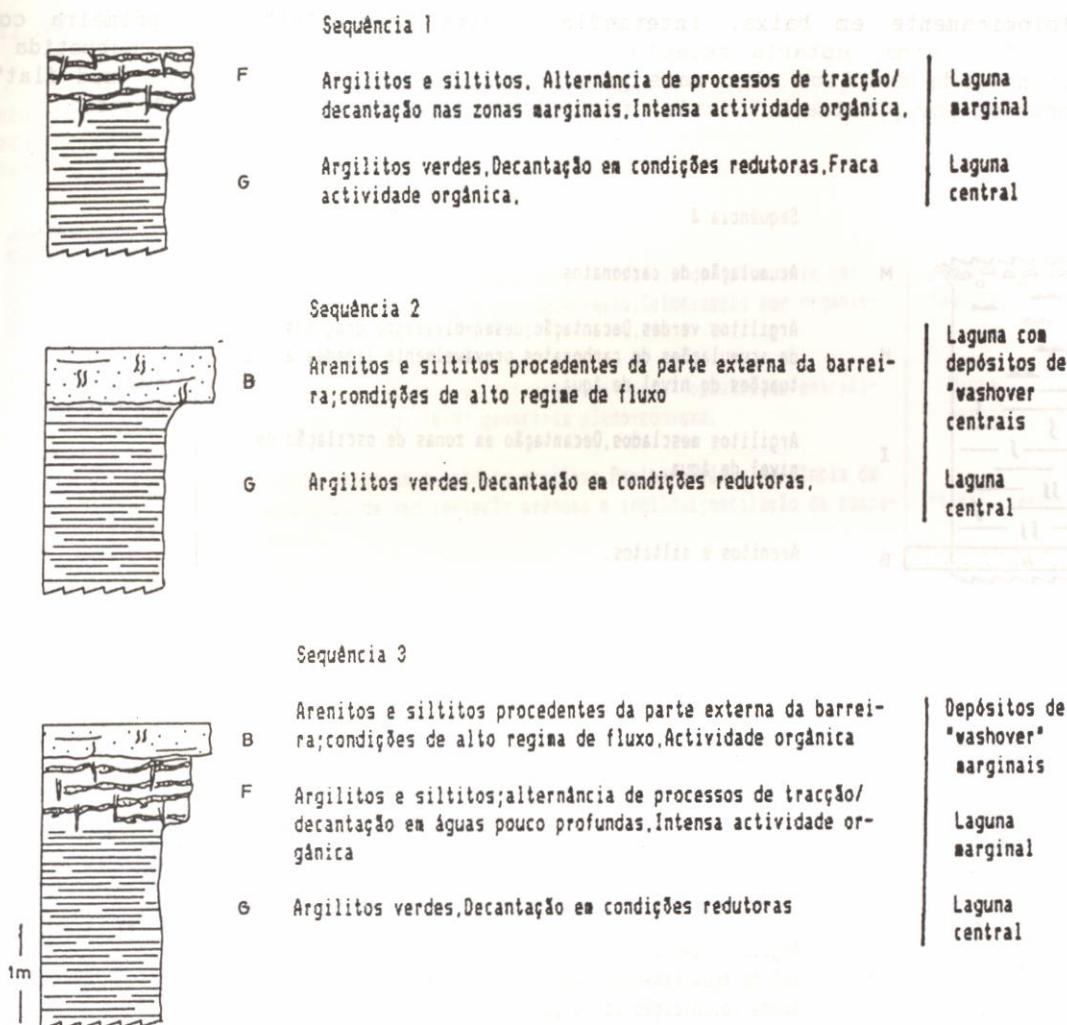 Sequência 1
F
Argilitos e siltitos, Alternância de processos de tracção/
decantação nas zonas marginais,Intensa actividade orgânica,
Laguna
marginal
G
Argilitos verdes,Decantação em condições redutoras,Fraca
actividade orgânica,
Laguna
central
Sequência 2
B
Arenitos e siltitos procedentes da parte externa da barrei-
ra;condições de alto regime de fluxo
Laguna com
depósitos de
"washover
centrais
G
Argilitos verdes,Decantação em condições redutoras,
Laguna
central
Sequência 3
B
Arenitos e siltitos procedentes da parte externa da barrei-
ra;condições de alto regima de fluxo,Actividade orgânica
Depósitos de
"washover"
marginais
F
Argilitos e siltitos;alternância de processos de tracção/
decantação em águas pouco profundas,Intensa actividade or-
gânica
Laguna
marginal
G
Argilitos verdes,Decantação em condições redutoras
Laguna
central
1m